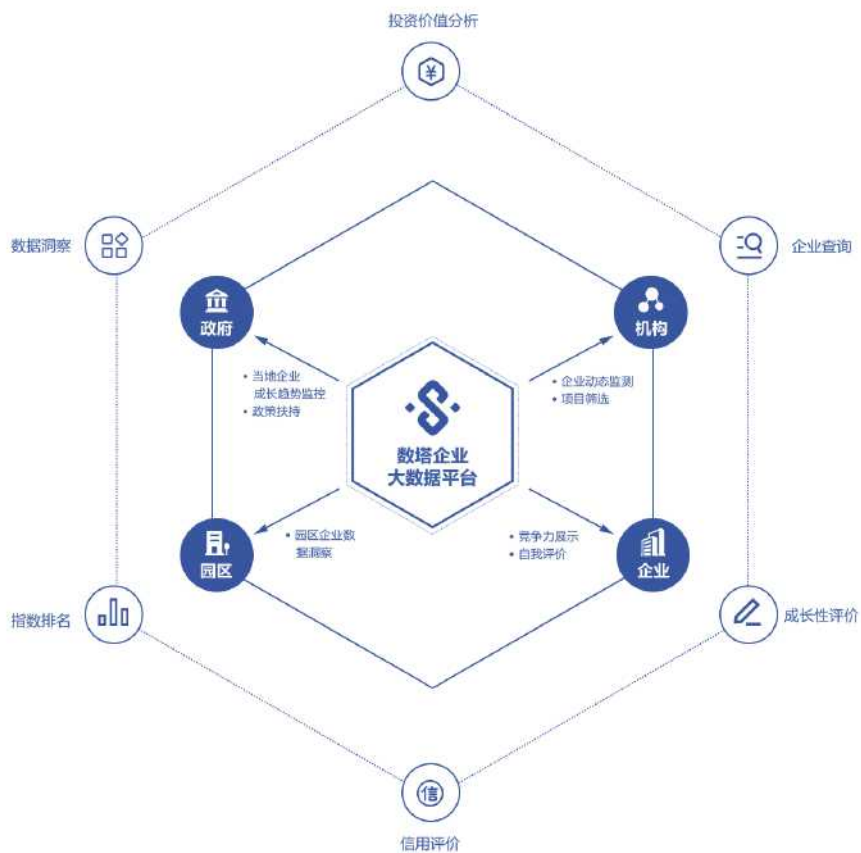 投资价值分析
数据洞察
企业查询
政府
机构
当地企业
成长趋势监控
政策扶持
企业动态监测
项目筛选
数塔企业
大数据平台
园区企业数
据洞察
竞争力展示
自我评价
园区
企业
指数排名
成长性评价
信
信用评价